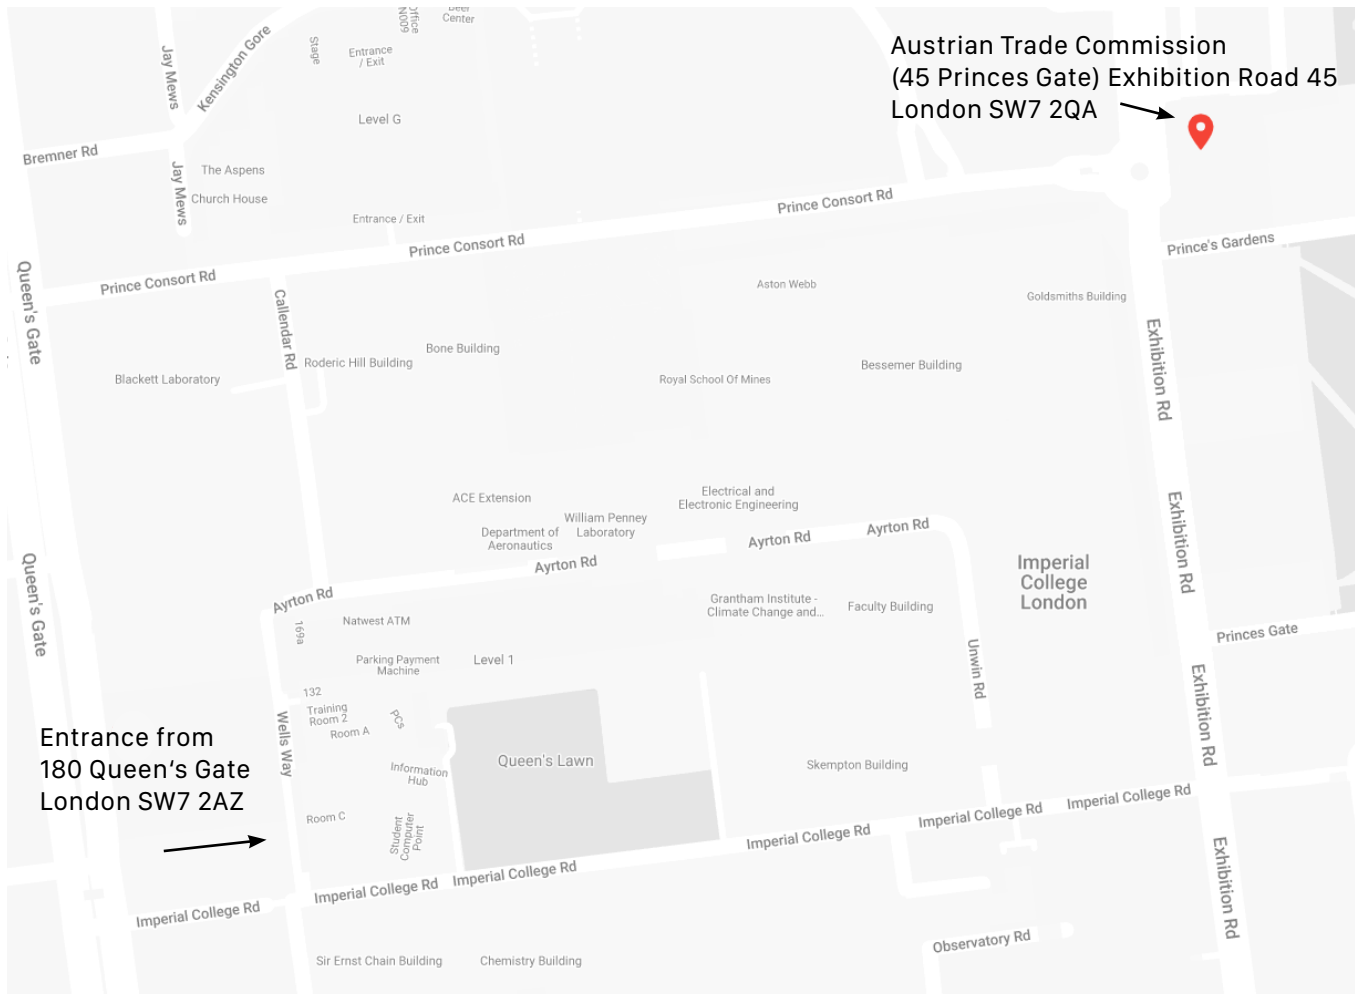 Office
N009
Beer
Center
Stage
Entrance
/ Exit
Jay Mews
Kensington Gore
Austrian Trade Commission
(45 Princes Gate) Exhibition Road 45
London SW7 2QA
Level G
Bremner Rd
The Aspens
Jay Mews
Church House
Entrance / Exit
Prince Consort Rd
Prince Consort Rd
Prince Consort Rd
Prince's Gardens
Queen's Gate
Callendar Rd
Aston Webb
Goldsmiths Building
Exhibition Rd
Roderic Hill Building
Bone Building
Blackett Laboratory
Royal School Of Mines
Bessemer Building
ACE Extension
Electrical and
Electronic Engineering
William Penney
Laboratory
Department of
Aeronautics
Ayrton Rd
Ayrton Rd
Ayrton Rd
Ayrton Rd
Exhibition Rd
Imperial
College
London
Queen's Gate
169a
Natwest ATM
Grantham Institute -
Climate Change and...
Faculty Building
Princes Gate
Parking Payment
Machine
Level 1
Unwin Rd
Exhibition Rd
132
Training
Room 2
Room A
PCs
Wells Way
Entrance from
180 Queen‘s Gate
London SW7 2AZ
Queen's Lawn
Information
Hub
Skempton Building
Room C
Student
Computer
Point
Imperial College Rd
Imperial College Rd
Imperial College Rd
Imperial College Rd
Imperial College Rd
Imperial College Rd
Exhibition Rd
Observatory Rd
Sir Ernst Chain Building
Chemistry Building